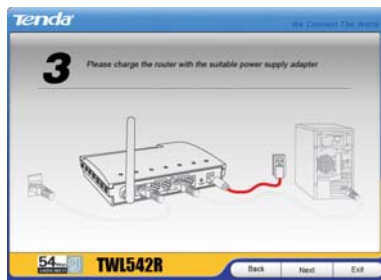 Tenda
We Connect The World
3
Please charge the router with the suitable power supply adapter
54
TWL542R
Back
Next
Exit